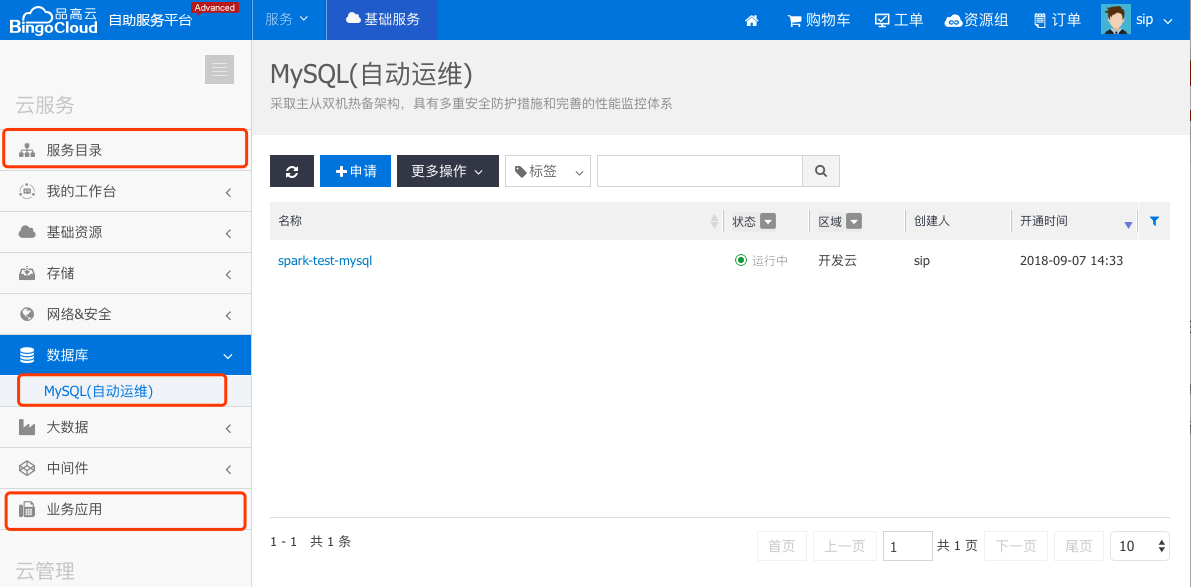 品高云
BingoCloud
自助服务平台
Advanced
服务
基础服务
购物车
工单
资源组
订单
sip
云服务
服务目录
我的工作台
基础资源
存储
网络&安全
数据库
MySQL(自动运维)
大数据
中间件
业务应用
云管理
MySQL(自动运维)
采取主从双机热备架构，具有多重安全防护措施和完善的性能监控体系
申请
更多操作
标签
名称 状态 区域 创建人 开通时间
spark-test-mysql 运行中 开发云 sip 2018-09-07 14:33
1 - 1 共 1 条
首页 上一页 1 共 1 页 下一页 尾页 10